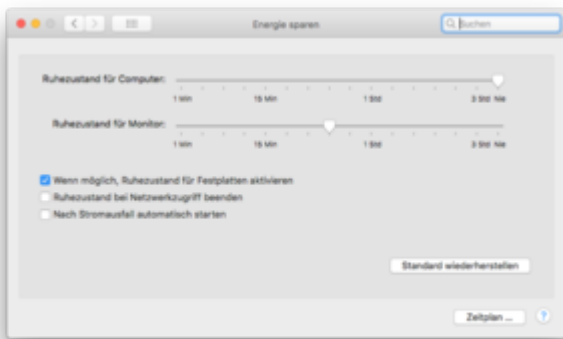 Energie sparen
Suchen
Ruhezustand für Computer:
1 Min 15 Min 1 Std 3 Std Nie
Ruhezustand für Monitor:
1 Min 15 Min 1 Std 3 Std Nie
Wenn möglich, Ruhezustand für Festplatten aktivieren
Ruhezustand bei Netzwerkzugriff beenden
Nach Stromausfall automatisch starten
Standard wiederherstellen
Zeitplan ...
?